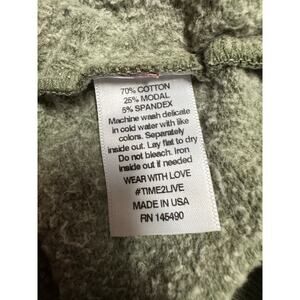 70% COTTON
25% MODAL
5% SPANDEX
Machine wash delicate
in cold water with like
colors. Separately
inside out. Lay flat to dry
Do not bleach. Iron
inside out if needed
WEAR WITH LOVE
#TIME2LIVE
MADE IN USA
RN 145490